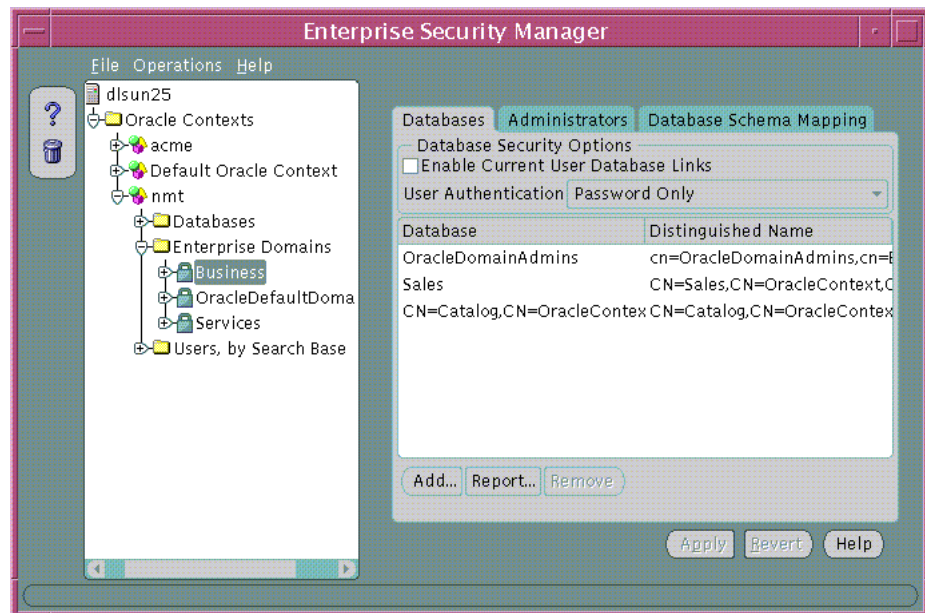 Enterprise Security Manager
File Operations Help
dlsun25
Oracle Contexts
acme
Default Oracle Context
nmt
Databases
Enterprise Domains
Business
OracleDefaultDoma
Services
Users, by Search Base
Databases Administrators Database Schema Mapping
Database Security Options
Enable Current User Database Links
User Authentication Password Only
Database Distinguished Name
OracleDomainAdmins cn=OracleDomainAdmins,cn=E
Sales CN=Sales,CN=OracleContext,C
CN=Catalog,CN=OracleContex CN=Catalog,CN=OracleContex
Add... Report... Remove
Apply Revert Help